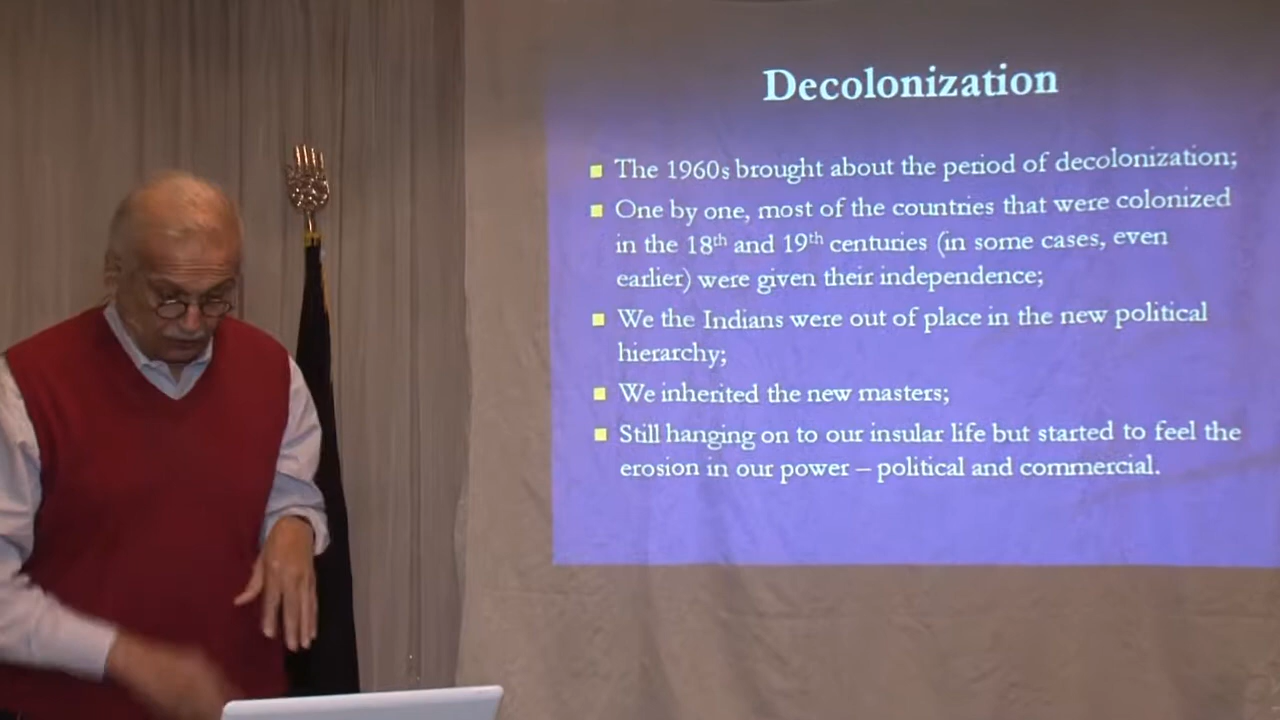 Decolonization
The 1960s brought about the period of decolonization;
One by one, most of the countries that were colonized
in the 18th and 19th centuries (in some cases, even
earlier) were given their independence;
We the Indians were out of place in the new political
hierarchy;
We inherited the new masters;
Still hanging on to our insular life but started to feel the
erosion in our power – political and commercial.